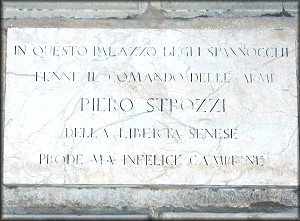 IN QUESTO PALAZZO DEGLI SPANNOCCHI
TENNE IL COMANDO DELLE ARMI
PIERO STROZZI
DELLA LIBERTA SENESE
PRODE MA INFELICE CAMPIONE